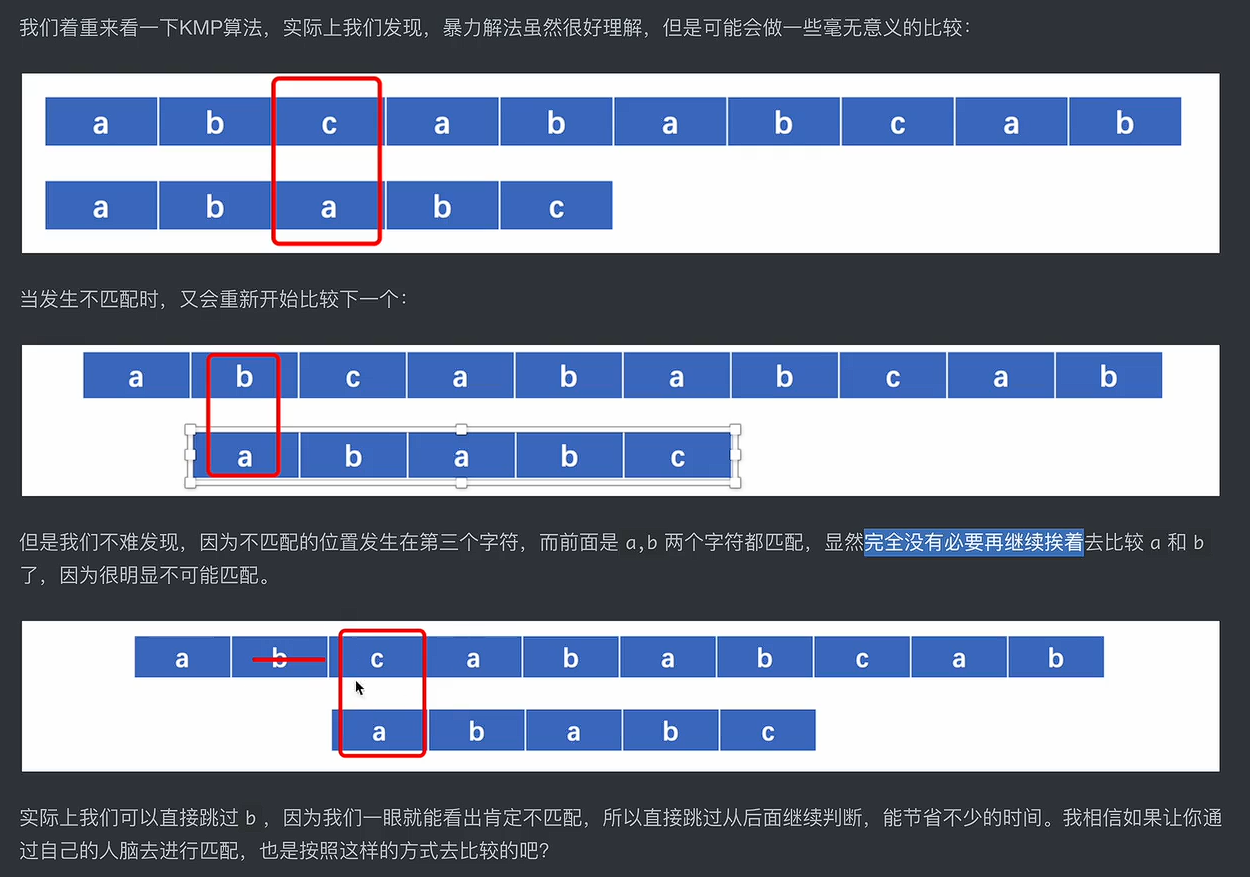 我们着重来看一下KMP算法，实际上我们发现，暴力解法虽然很好理解，但是可能会做一些毫无意义的比较：
a b c a b a b c a b
a b a b c
当发生不匹配时，又会重新开始比较下一个：
a b c a b a b c a b
a b a b c
但是我们不难发现，因为不匹配的位置发生在第三个字符，而前面是 a,b 两个字符都匹配，显然完全没有必要再继续挨着去比较 a 和 b
了，因为很明显不可能匹配。
a b c a b a b c a b
a b a b c
实际上我们可以直接跳过 b ，因为我们一眼就能看出肯定不匹配，所以直接跳过从后面继续判断，能节省不少的时间。我相信如果让你通
过自己的人脑去进行匹配，也是按照这样的方式去比较的吧？